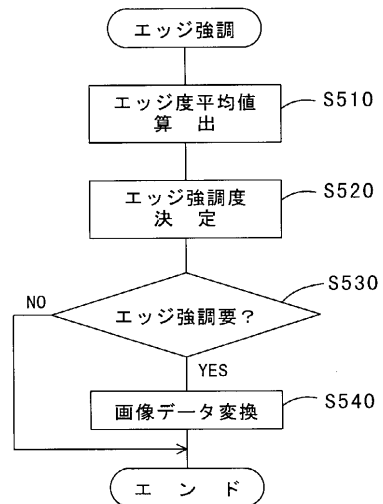 エッジ強調
エッジ度平均値
算 出
S510
エッジ強調度
決 定
S520
S530
NO
エッジ強調要?
YES
画像データ変換
S540
エ ン ド